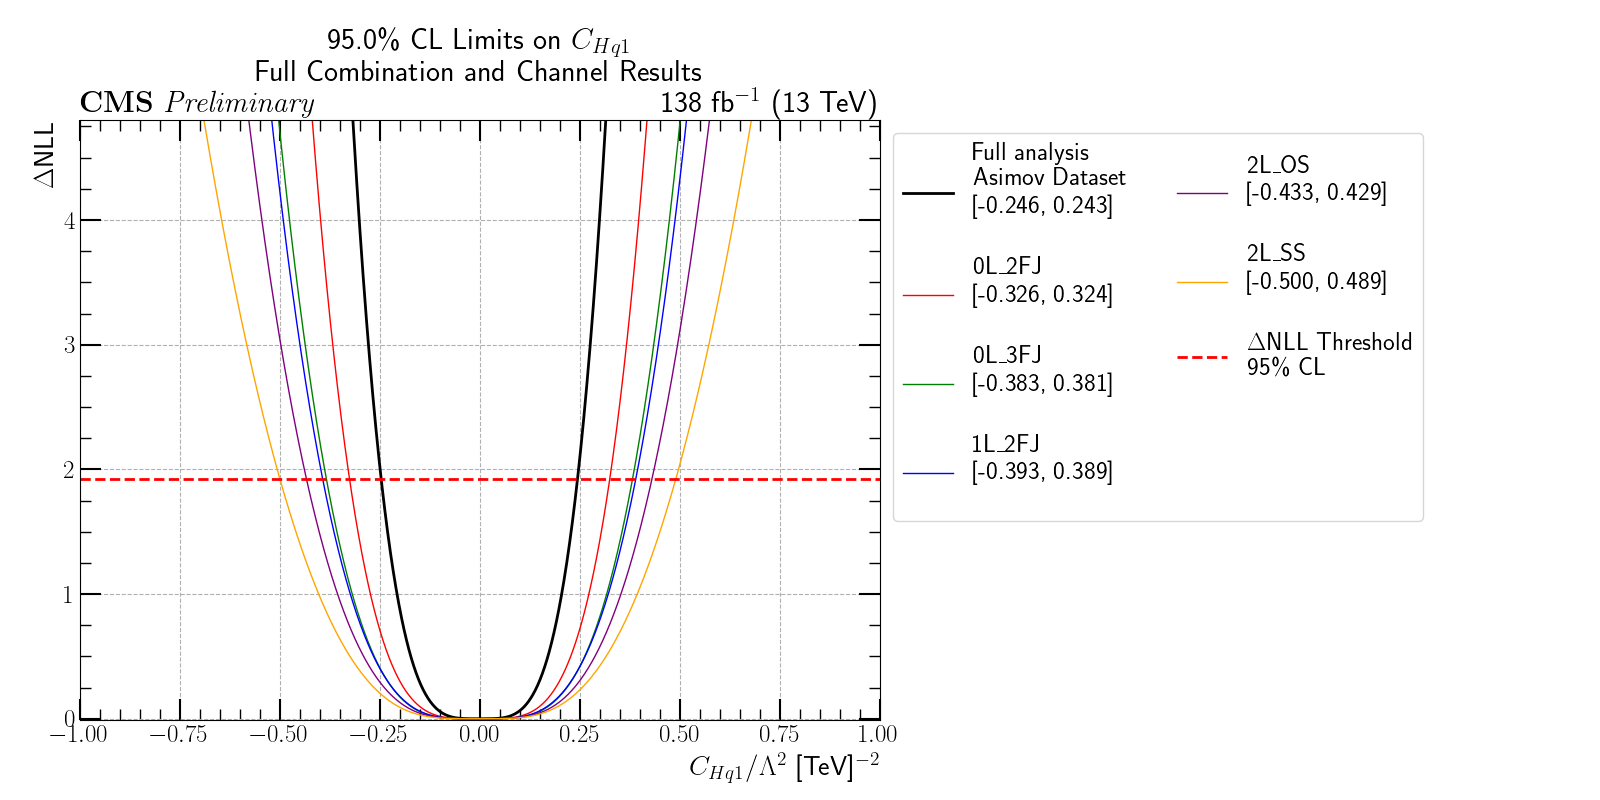 95.0% CL Limits on C_{Hq1}
Full Combination and Channel Results
CMS Preliminary
138 fb^{-1} (13 TeV)
ΔNLL
4
3
2
1
0
−1.00 −0.75 −0.50 −0.25 0.00 0.25 0.50 0.75 1.00
C_{Hq1}/Λ^2 [TeV]^{-2}
Full analysis
Asimov Dataset
[-0.246, 0.243]
0L_2FJ
[-0.326, 0.324]
0L_3FJ
[-0.383, 0.381]
1L_2FJ
[-0.393, 0.389]
2L_OS
[-0.433, 0.429]
2L_SS
[-0.500, 0.489]
ΔNLL Threshold
95% CL